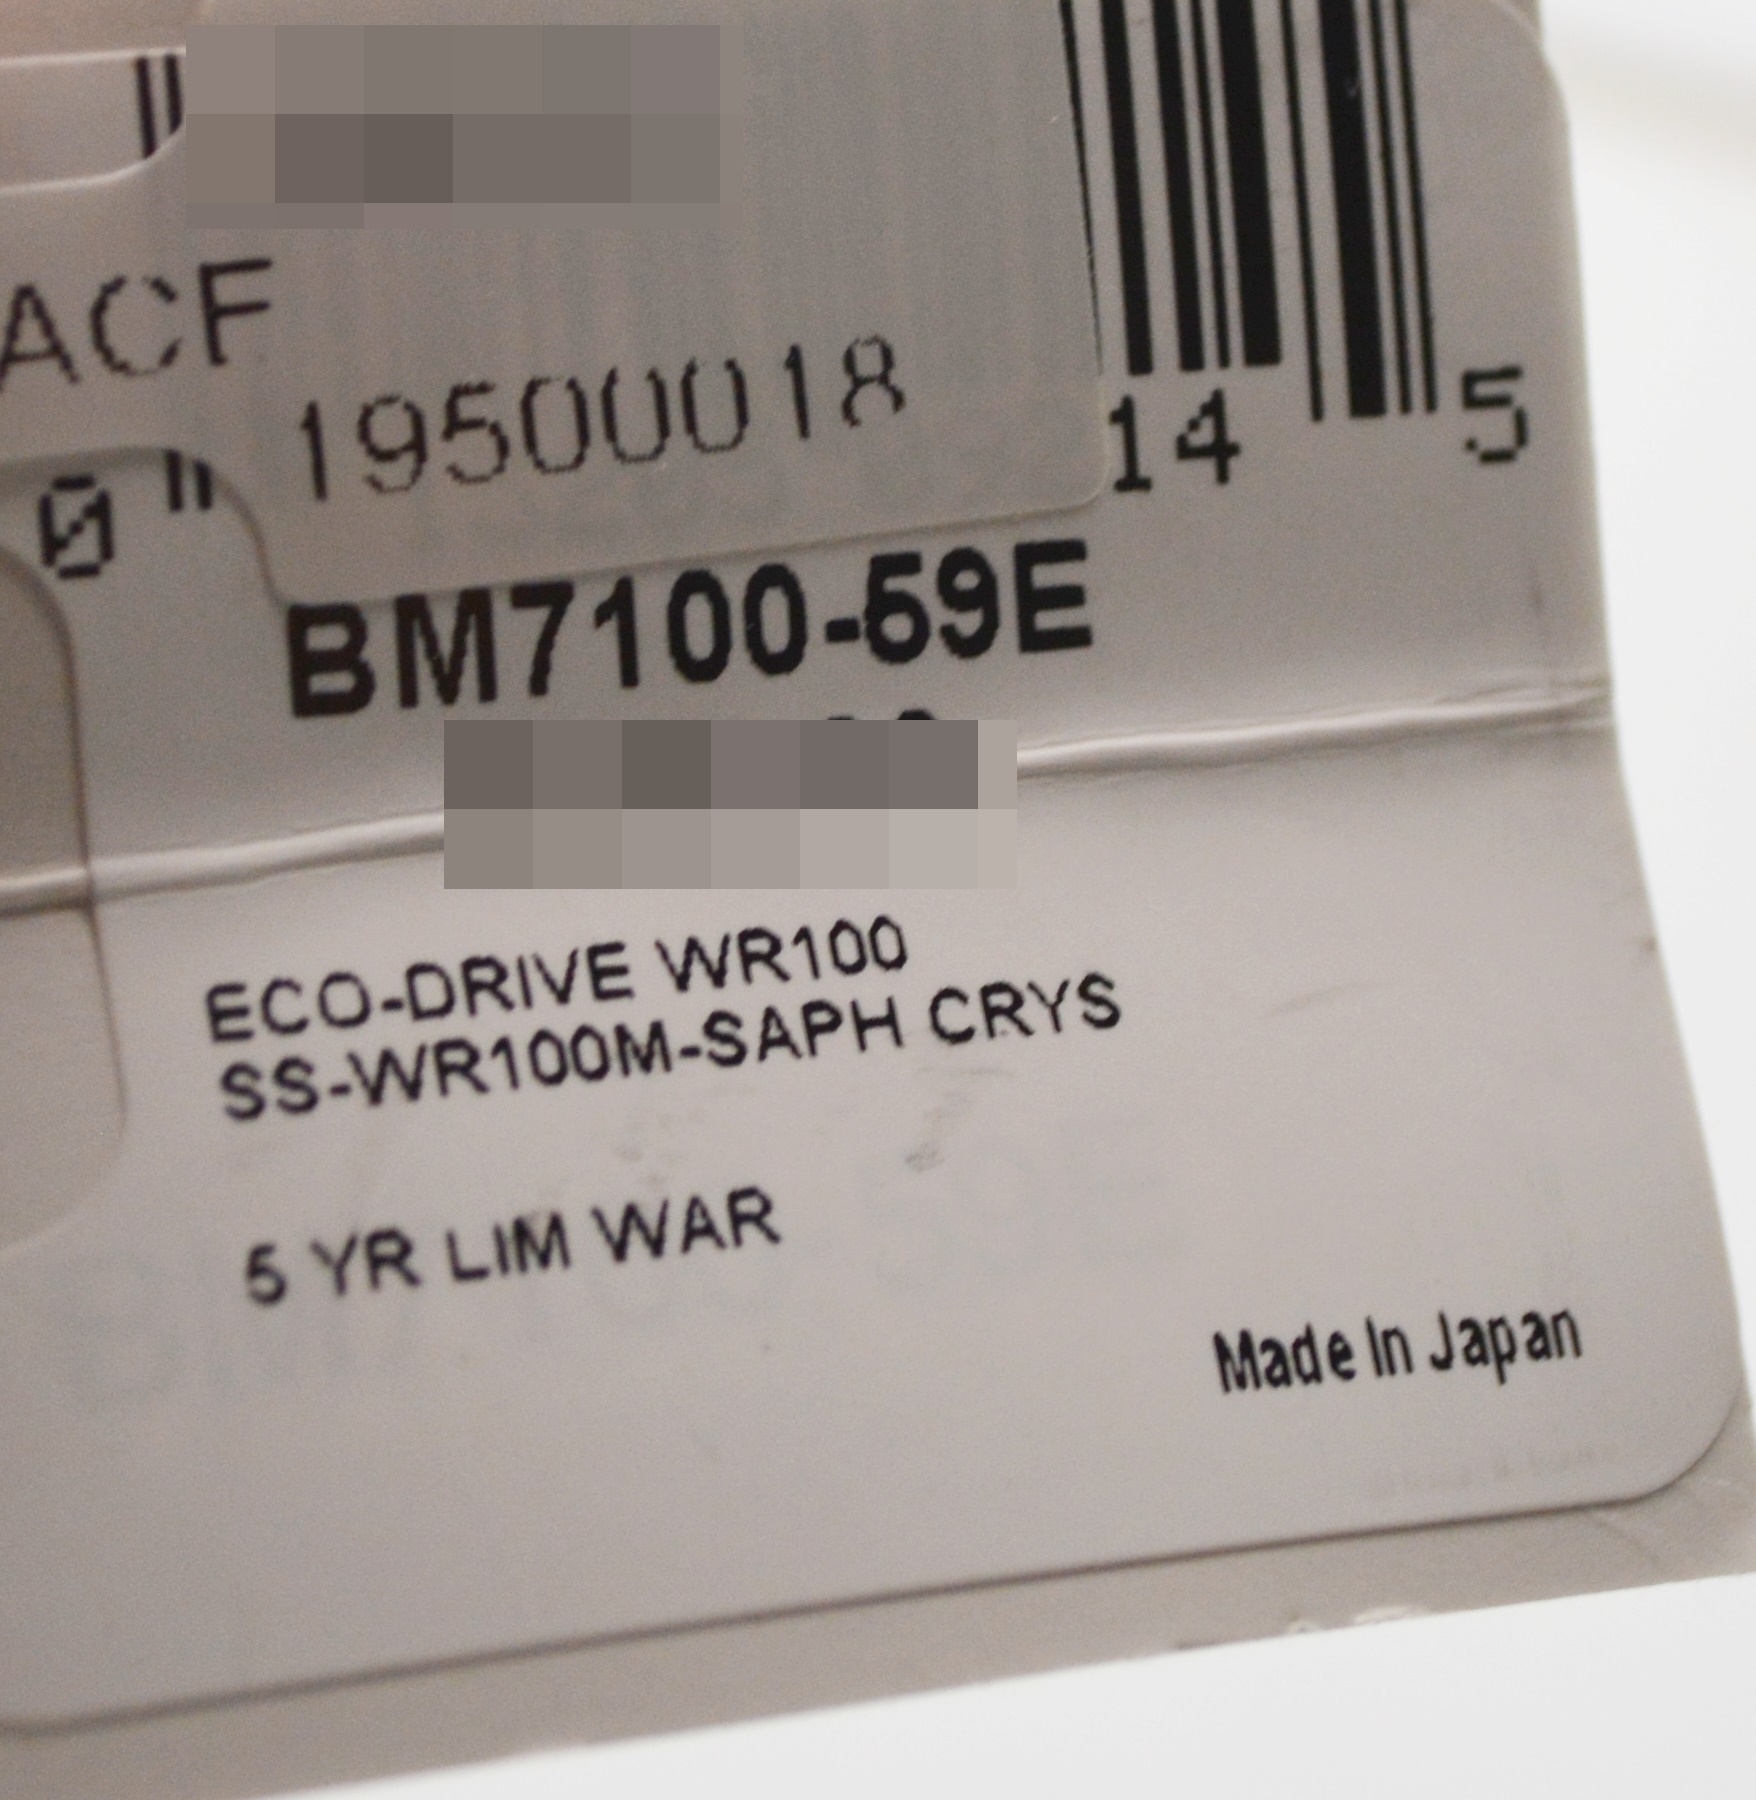 ACF
19500018
0 14 5
BM7100-59E
ECO-DRIVE WR100
SS-WR100M-SAPH CRYS
5 YR LIM WAR
Made In Japan